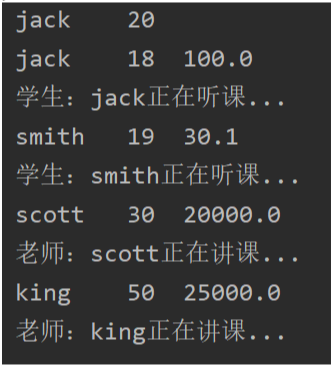 jack    20
jack    18  100.0
学生：jack正在听课...
smith   19  30.1
学生：smith正在听课...
scott   30  20000.0
老师：scott正在讲课...
king    50  25000.0
老师：king正在讲课...